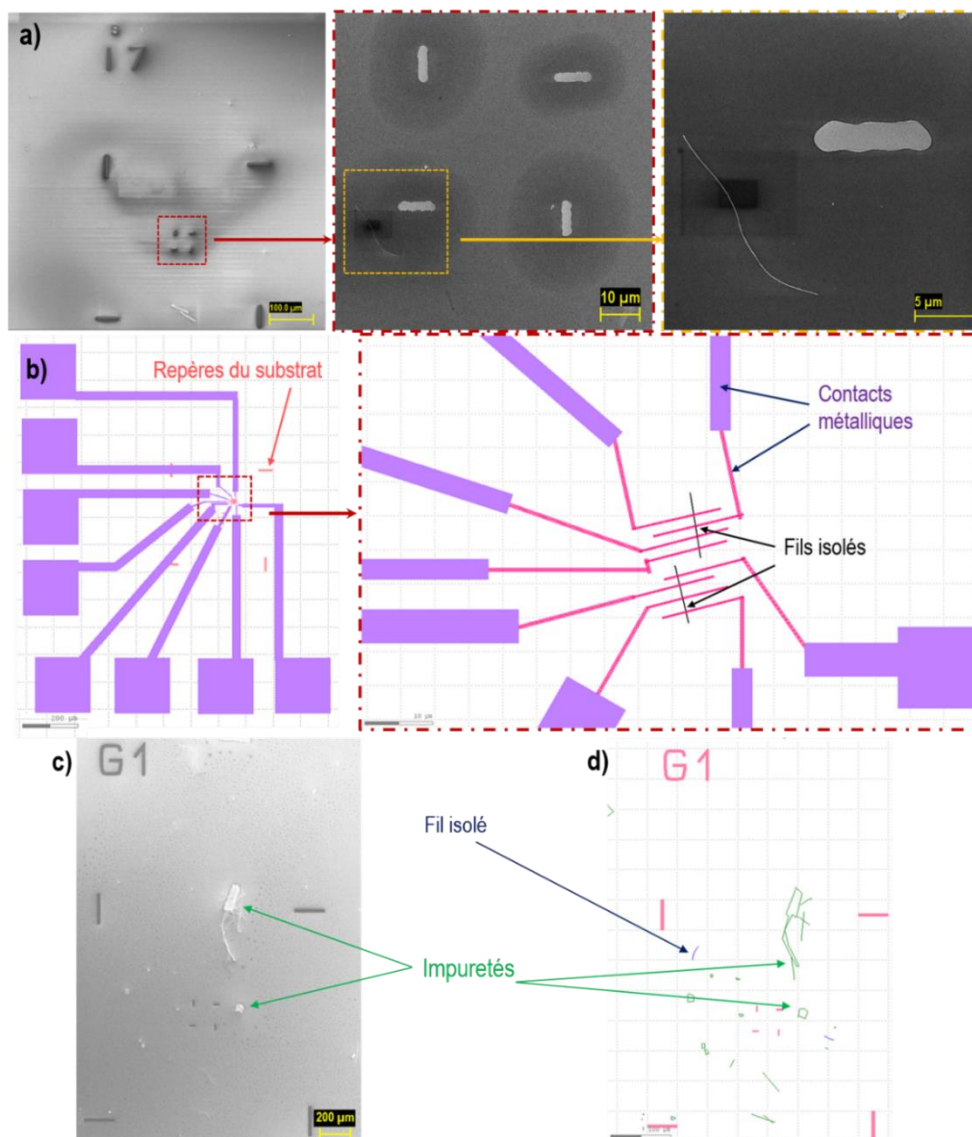 a)
9
17
100.0 µm
10 µm
5 µm
b)
Repères du substrat
Contacts
métalliques
Fils isolés
200 µm
10 µm
c)
G1
d)
G1
Fil isolé
Impuretés
200 µm